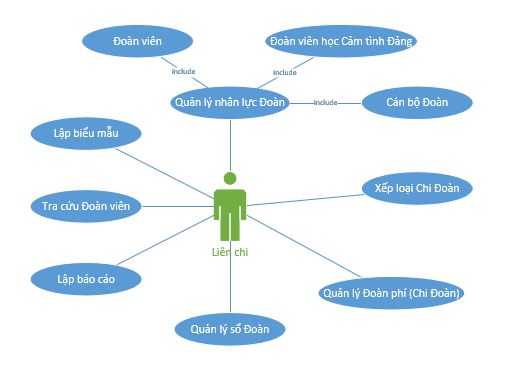 Đoàn viên
Đoàn viên học Cảm tình Đảng
include
include
Quản lý nhân lực Đoàn
include
Cán bộ Đoàn
Lập biểu mẫu
Xếp loại Chi Đoàn
Tra cứu Đoàn viên
Liên chi
Lập báo cáo
Quản lý Đoàn phí (Chi Đoàn)
Quản lý sổ Đoàn